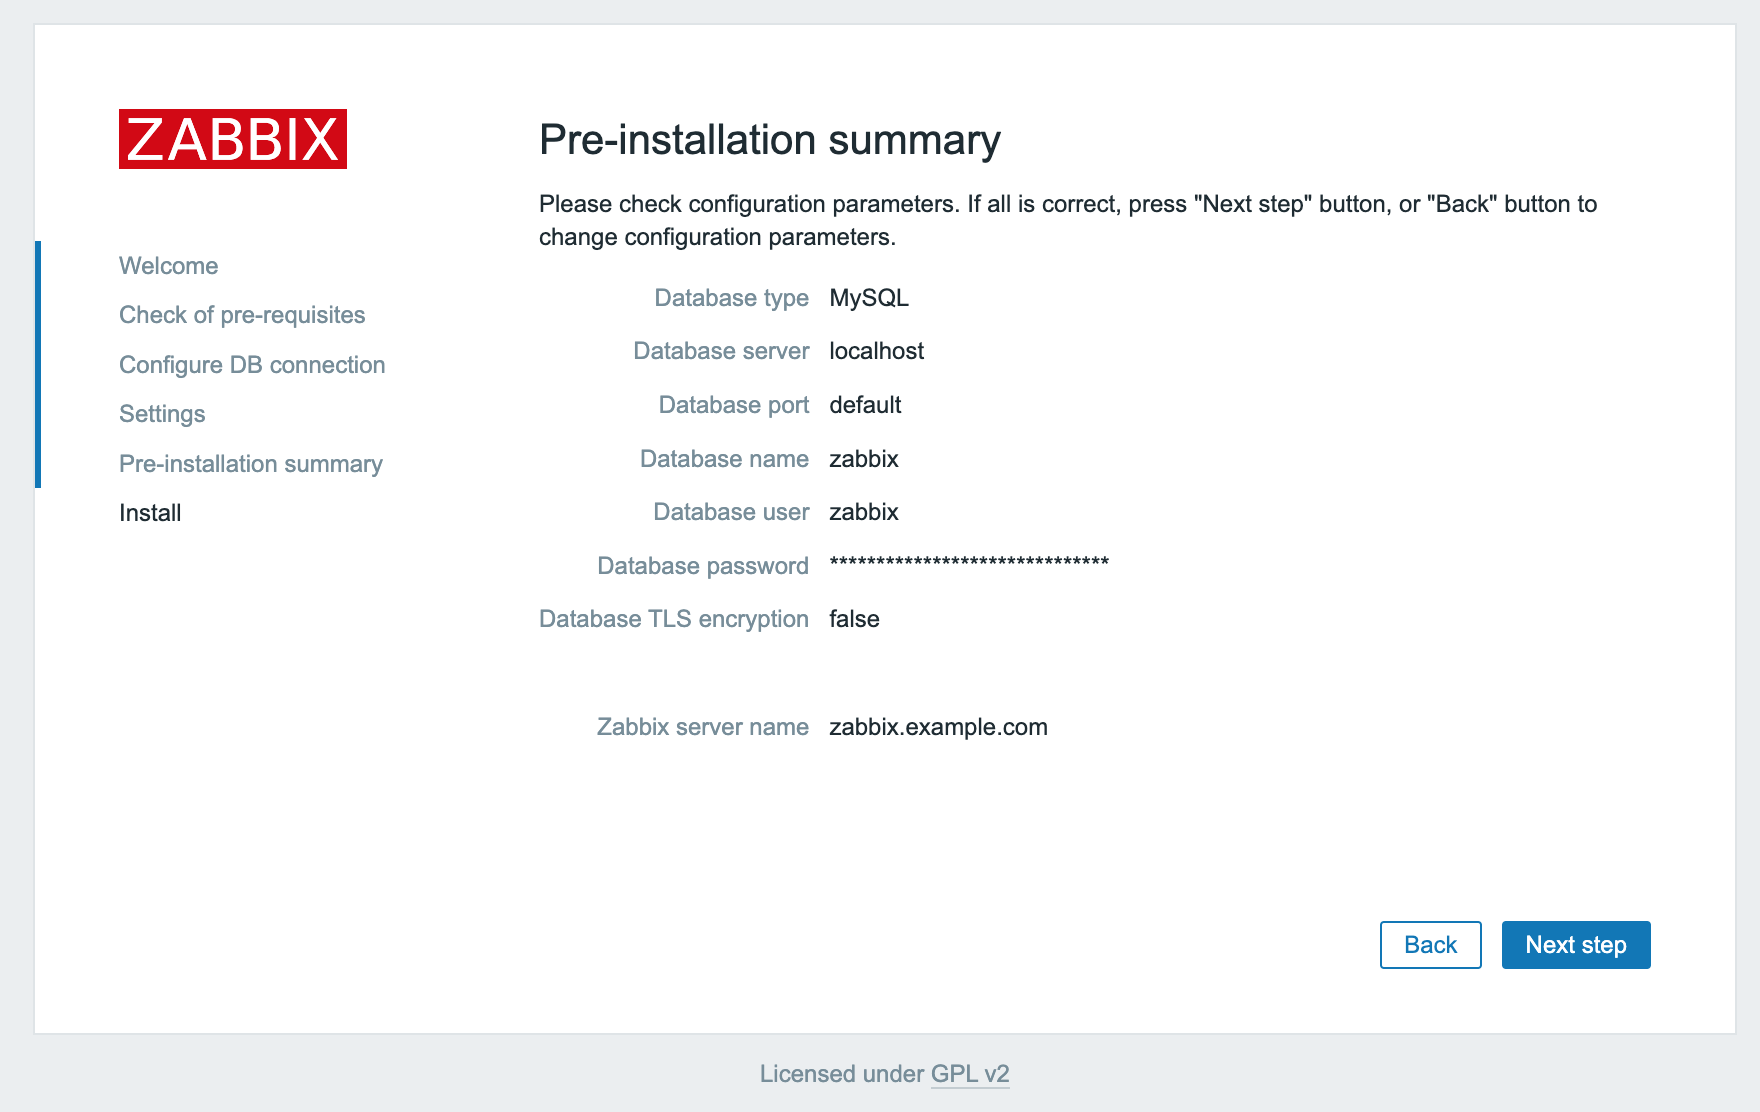 ZABBIX
Welcome
Check of pre-requisites
Configure DB connection
Settings
Pre-installation summary
Install
Pre-installation summary
Please check configuration parameters. If all is correct, press "Next step" button, or "Back" button to
change configuration parameters.
Database type MySQL
Database server localhost
Database port default
Database name zabbix
Database user zabbix
Database password ******************************
Database TLS encryption false
Zabbix server name zabbix.example.com
Back Next step
Licensed under GPL v2